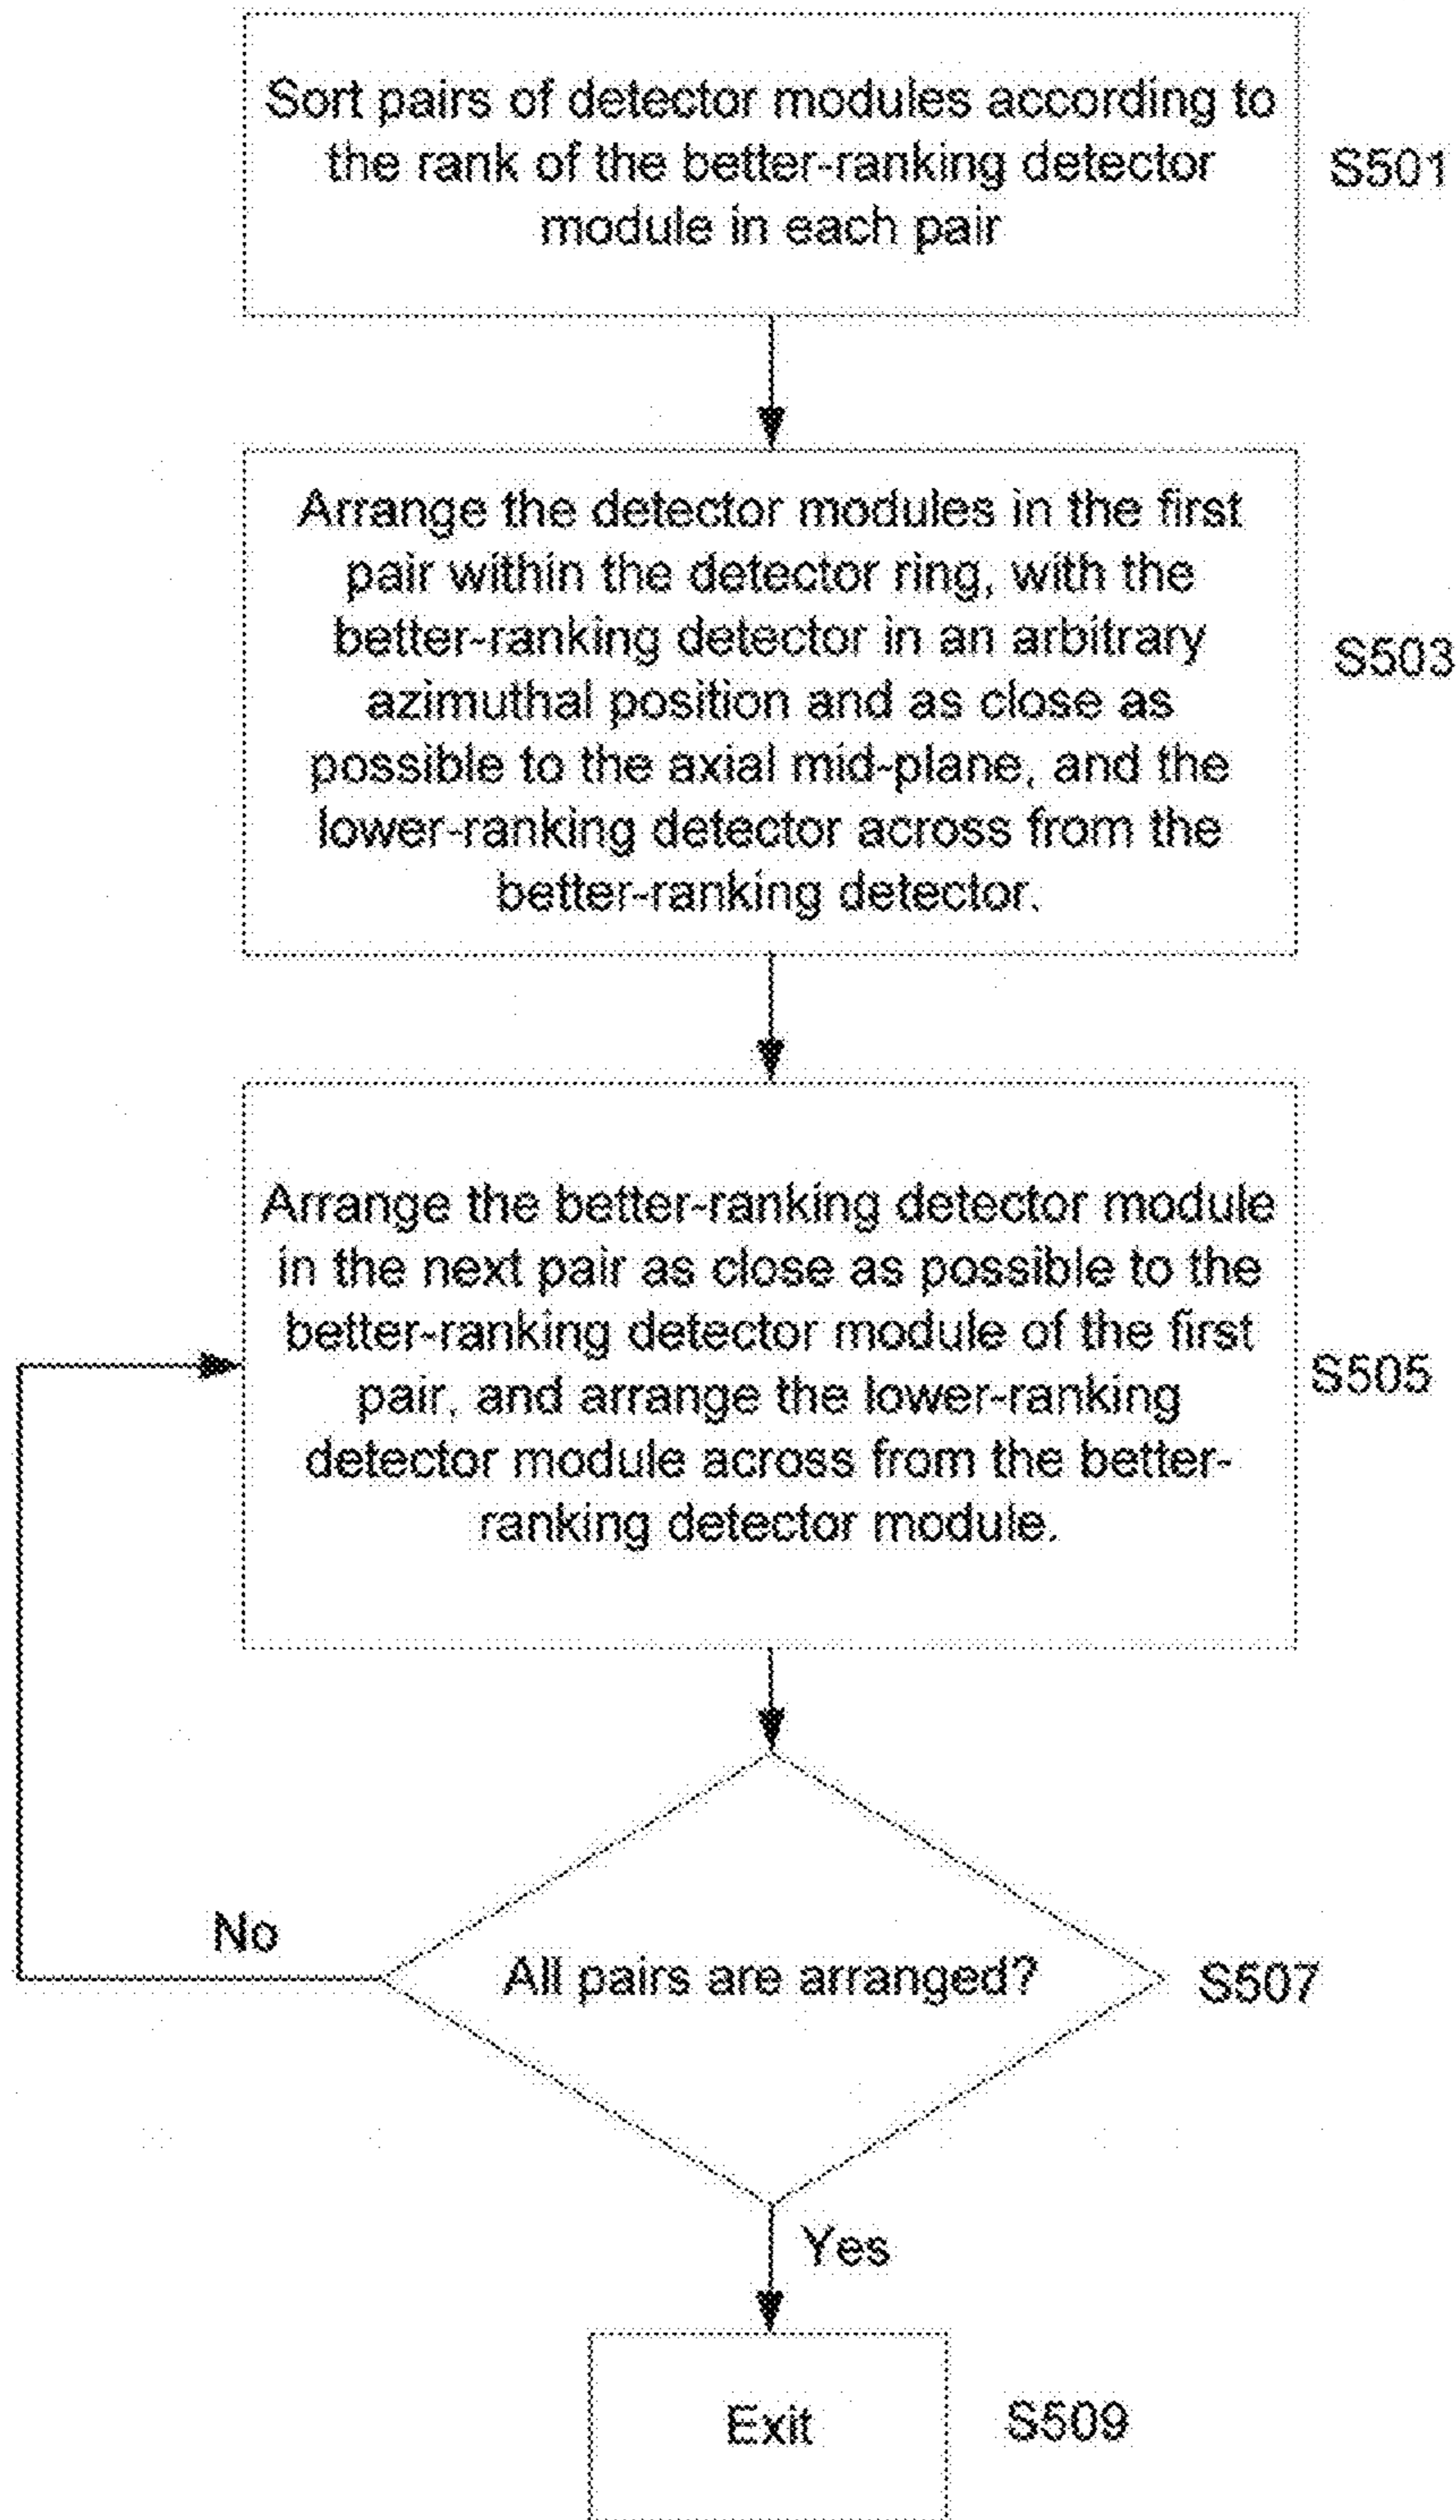 Sort pairs of detector modules according to
the rank of the better-ranking detector
module in each pair
S501
Arrange the detector modules in the first
pair within the detector ring, with the
better-ranking detector in an arbitrary
azimuthal position and as close as
possible to the axial mid-plane, and the
lower-ranking detector across from the
better-ranking detector.
S503
Arrange the better-ranking detector module
in the next pair as close as possible to the
better-ranking detector module of the first
pair, and arrange the lower-ranking
detector module across from the better-
ranking detector module.
S505
No
All pairs are arranged?
S507
Yes
Exit
S509